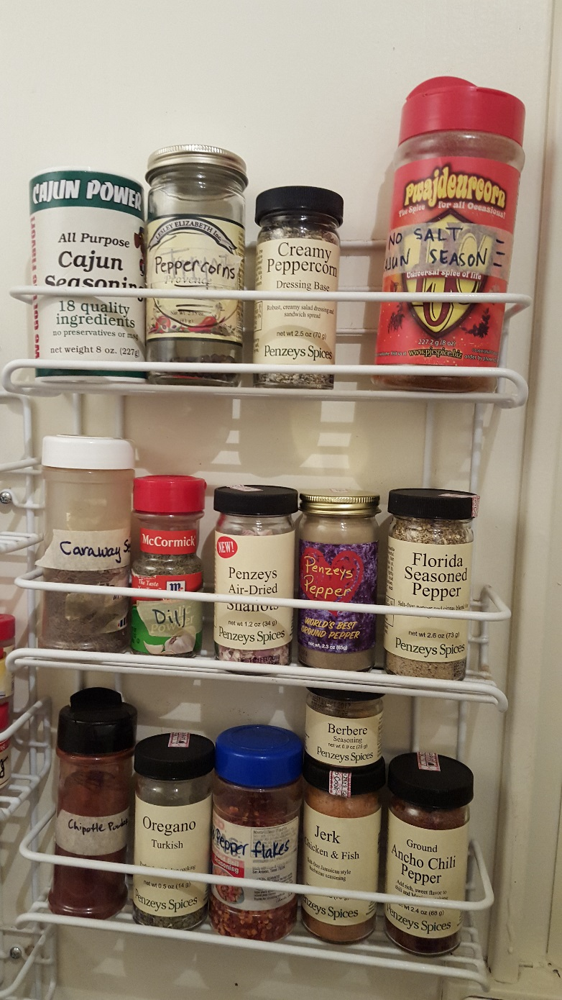 CAJUN POWER
All Purpose
Cajun
Seasoning
18 quality
ingredients
no preservatives or msg
net weight 8 oz. (227g)
LESLEY ELIZABETH Inc.
Peppercorns
Provence
Creamy
Peppercorn
Dressing Base
Robust, creamy salad dressing and
sandwich spread
net wt 2.5 oz (70 g)
Penzeys Spices
Pwajdeurcorn
The Spice for all Occasions!
NO SALT
CAJUN SEASON
Universal spice of life
227.2 g (8 oz)
www.pjcspice.biz
Caraway Se
McCormick
The Taste
Dill
Powder
NEW!
Penzeys
Air-Dried
Shallots
net wt 1.2 oz (34 g)
Penzeys Spices
Penzeys
Pepper
WORLD'S BEST
GROUND PEPPER
net wt. 2.3 oz (65g)
Florida
Seasoned
Pepper
net wt 2.6 oz (73 g)
Penzeys Spices
Berbere
Seasoning
net wt 0.9 oz (25 g)
Penzeys Spices
Chipotle Powder
Oregano
Turkish
net wt 0.5 oz (14 g)
Penzeys Spices
Pepper flakes
Seasoning
San Antonio, Texas
Jerk
Chicken & Fish
salt-free Jamaican style
barbecue seasoning
Penzeys Spices
Ground
Ancho Chili
Pepper
Add rich, sweet flavor to
chili and
net wt 2.4 oz (68 g)
Penzeys Spices